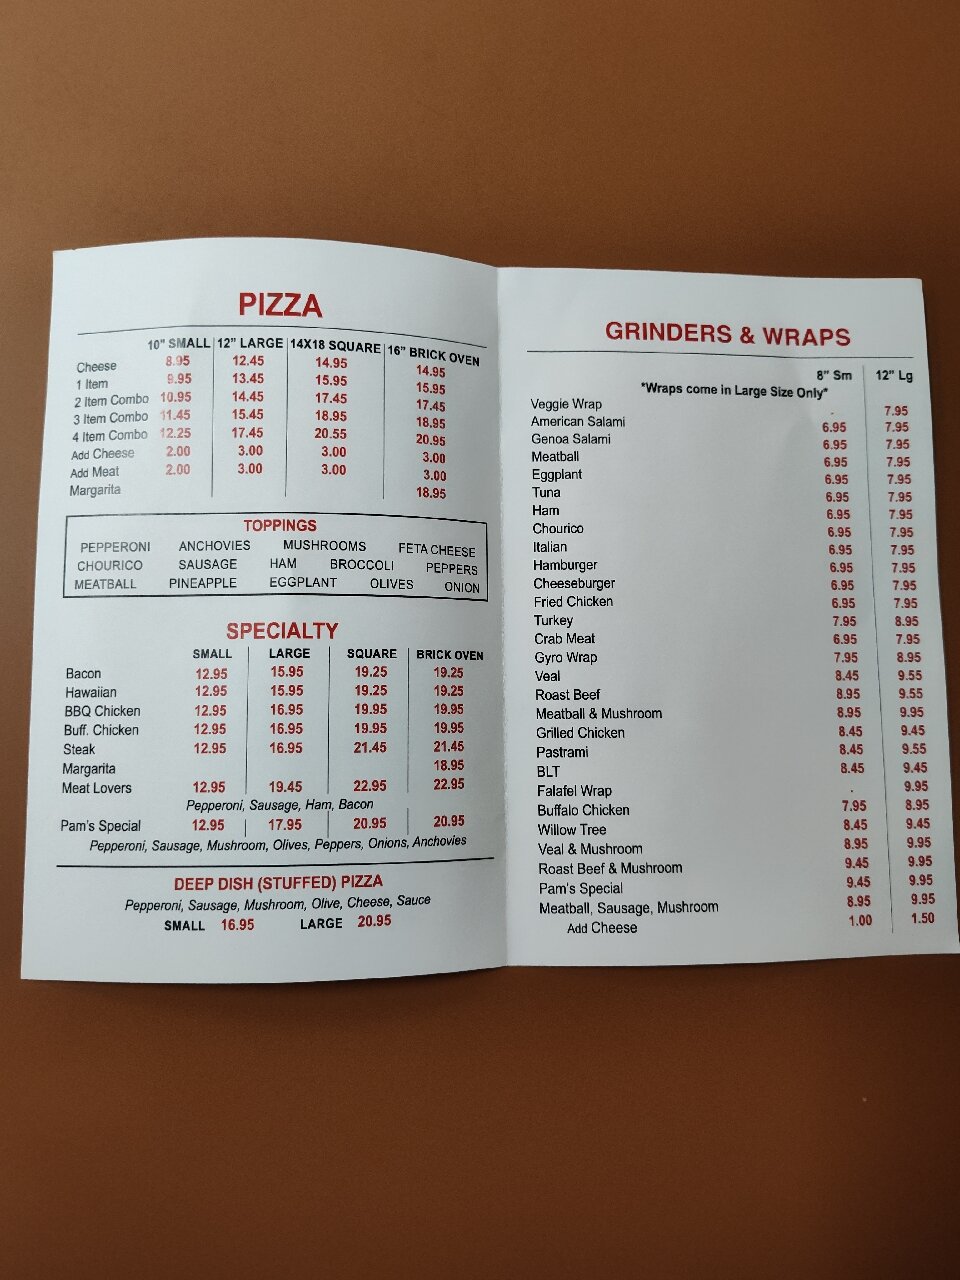 PIZZA
10" SMALL 12" LARGE 14X18 SQUARE 16" BRICK OVEN
Cheese 8.95 12.45 14.95 14.95
1 Item 9.95 13.45 15.95 15.95
2 Item Combo 10.95 14.45 17.45 17.45
3 Item Combo 11.45 15.45 18.95 18.95
4 Item Combo 12.25 17.45 20.55 20.95
Add Cheese 2.00 3.00 3.00 3.00
Add Meat 2.00 3.00 3.00 3.00
Margarita 18.95
TOPPINGS
PEPPERONI ANCHOVIES MUSHROOMS FETA CHEESE
CHOURICO SAUSAGE HAM BROCCOLI PEPPERS
MEATBALL PINEAPPLE EGGPLANT OLIVES ONION
SPECIALTY
SMALL LARGE SQUARE BRICK OVEN
Bacon 12.95 15.95 19.25 19.25
Hawaiian 12.95 15.95 19.25 19.25
BBQ Chicken 12.95 16.95 19.95 19.95
Buff. Chicken 12.95 16.95 19.95 19.95
Steak 12.95 16.95 21.45 21.45
Margarita 18.95
Meat Lovers 12.95 19.45 22.95 22.95
Pepperoni, Sausage, Ham, Bacon
Pam's Special 12.95 17.95 20.95 20.95
Pepperoni, Sausage, Mushroom, Olives, Peppers, Onions, Anchovies
DEEP DISH (STUFFED) PIZZA
Pepperoni, Sausage, Mushroom, Olive, Cheese, Sauce
SMALL 16.95 LARGE 20.95
GRINDERS & WRAPS
8" Sm 12" Lg
*Wraps come in Large Size Only*
Veggie Wrap . 7.95
American Salami 6.95 7.95
Genoa Salami 6.95 7.95
Meatball 6.95 7.95
Eggplant 6.95 7.95
Tuna 6.95 7.95
Ham 6.95 7.95
Chourico 6.95 7.95
Italian 6.95 7.95
Hamburger 6.95 7.95
Cheeseburger 6.95 7.95
Fried Chicken 6.95 7.95
Turkey 7.95 8.95
Crab Meat 6.95 7.95
Gyro Wrap 7.95 8.95
Veal 8.45 9.55
Roast Beef 8.95 9.55
Meatball & Mushroom 8.95 9.95
Grilled Chicken 8.45 9.45
Pastrami 8.45 9.55
BLT 8.45 9.45
Falafel Wrap . 9.95
Buffalo Chicken 7.95 8.95
Willow Tree 8.45 9.45
Veal & Mushroom 8.95 9.95
Roast Beef & Mushroom 9.45 9.95
Pam's Special 9.45 9.95
Meatball, Sausage, Mushroom 8.95 9.95
Add Cheese 1.00 1.50